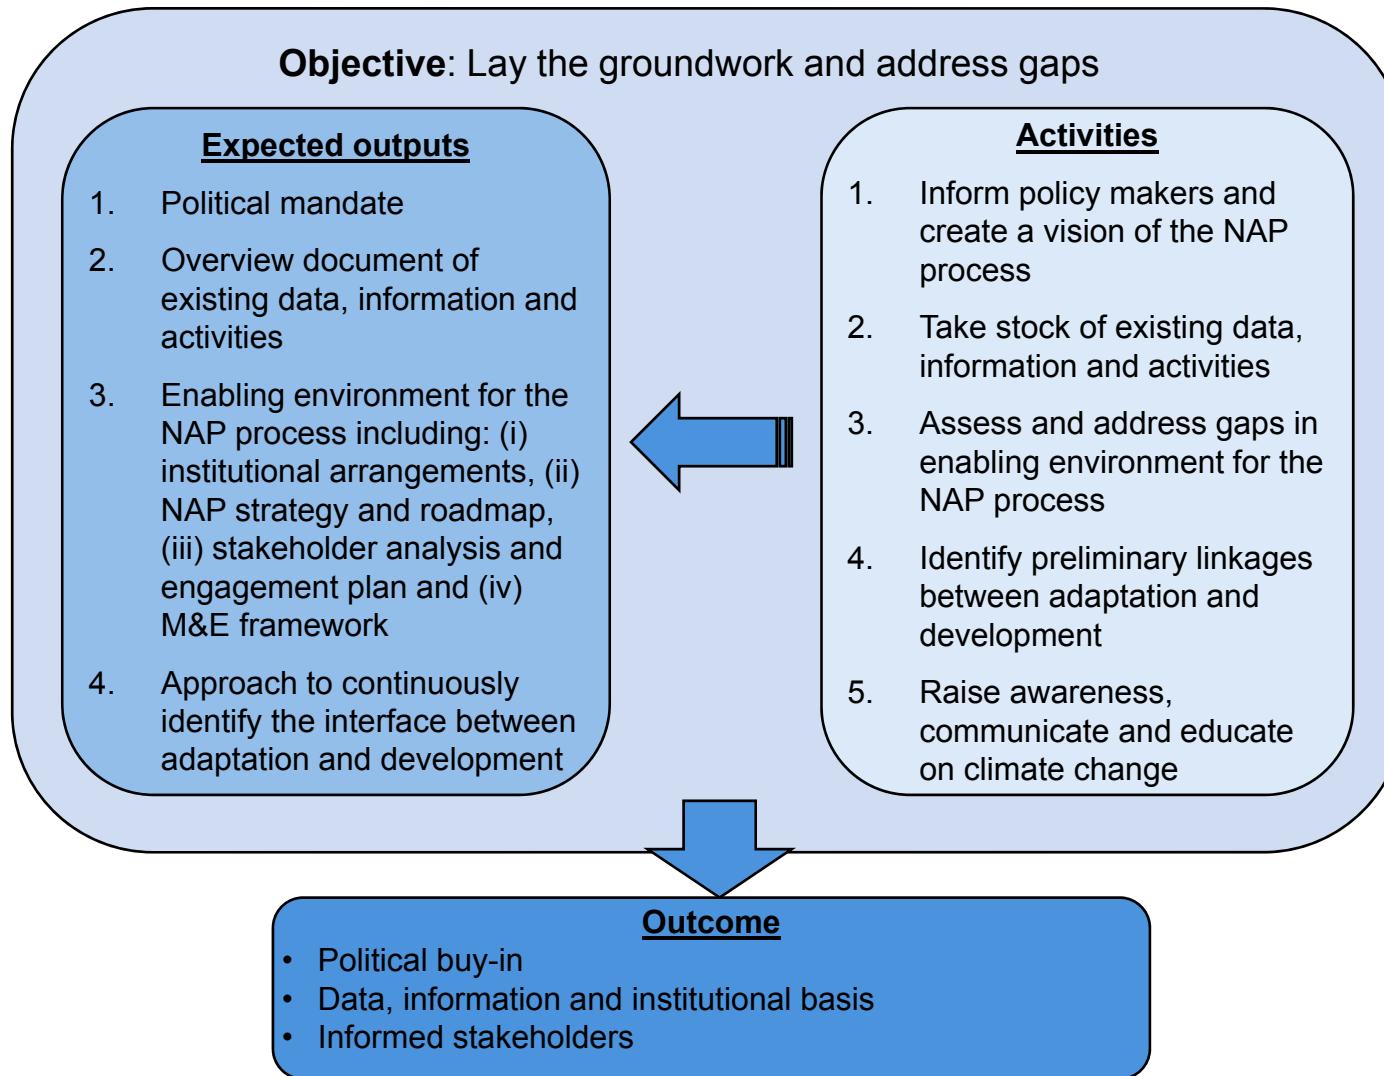 Objective: Lay the groundwork and address gaps
Expected outputs
1. Political mandate
2. Overview document of
existing data, information and
activities
3. Enabling environment for the
NAP process including: (i)
institutional arrangements, (ii)
NAP strategy and roadmap,
(iii) stakeholder analysis and
engagement plan and (iv)
M&E framework
4. Approach to continuously
identify the interface between
adaptation and development
Activities
1. Inform policy makers and
create a vision of the NAP
process
2. Take stock of existing data,
information and activities
3. Assess and address gaps in
enabling environment for the
NAP process
4. Identify preliminary linkages
between adaptation and
development
5. Raise awareness,
communicate and educate
on climate change
Outcome
• Political buy-in
• Data, information and institutional basis
• Informed stakeholders